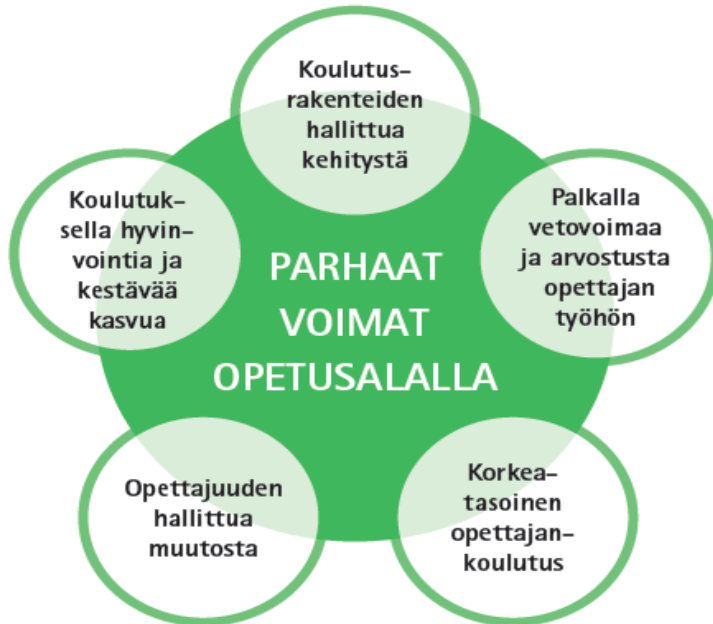 Koulutus-
rakenteiden
hallittua
kehitystä
Koulutuk-
sella hyvin-
vointia ja
kestävää
kasvua
PARHAAT
VOIMAT
OPETUSALALLA
Palkalla
vetovoimaa
ja arvostusta
opettajan
työhön
Opettajuuden
hallittua
muutosta
Korkea-
tasoinen
opettajan-
koulutus